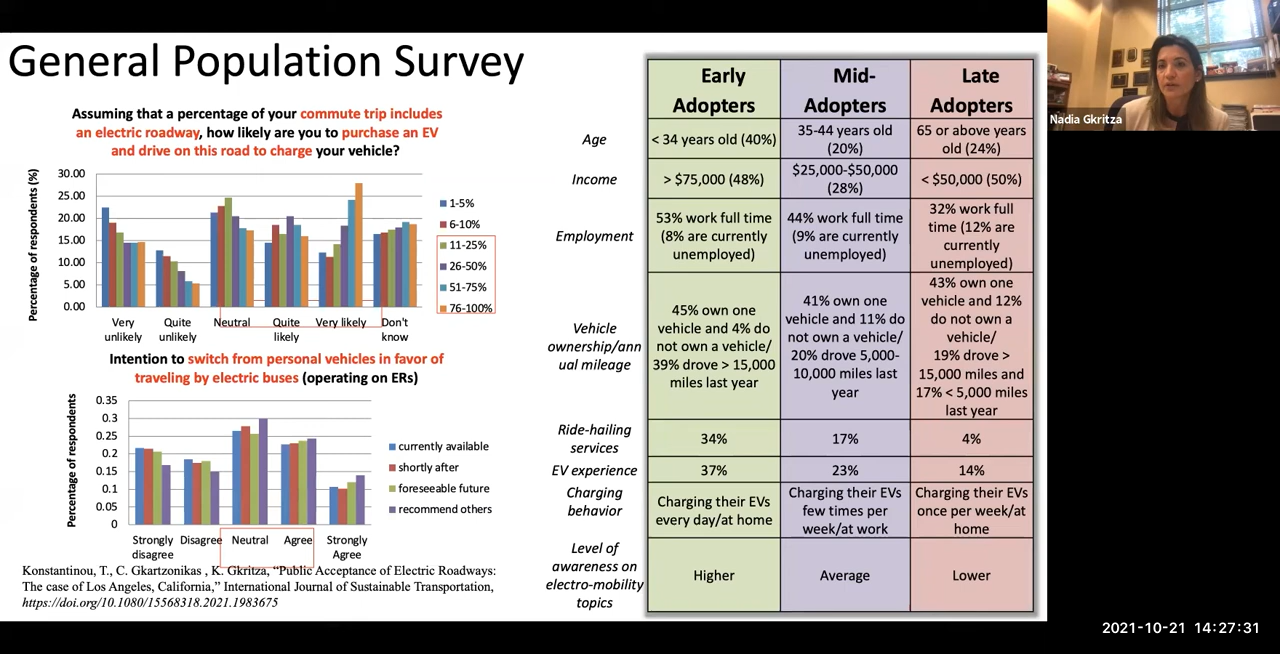 General Population Survey
Assuming that a percentage of your commute trip includes
an electric roadway, how likely are you to purchase an EV
and drive on this road to charge your vehicle?
Percentage of respondents (%)
30.00
25.00
20.00
15.00
10.00
5.00
0.00
Very
unlikely
Quite
unlikely
Neutral
Quite
likely
Very likely
Don't
know
1-5%
6-10%
11-25%
26-50%
51-75%
76-100%
Intention to switch from personal vehicles in favor of
traveling by electric buses (operating on ERs)
Percentage of respondents
0.35
0.3
0.25
0.2
0.15
0.1
0.05
0
Strongly
disagree
Disagree
Neutral
Agree
Strongly
Agree
currently available
shortly after
foreseeable future
recommend others
Konstantinou, T., C. Gkartzonikas , K. Gkritza, "Public Acceptance of Electric Roadways:
The case of Los Angeles, California," International Journal of Sustainable Transportation,
https://doi.org/10.1080/15568318.2021.1983675
Early
Adopters
Mid-
Adopters
Late
Adopters
Age
< 34 years old (40%)
35-44 years old
(20%)
65 or above years
old (24%)
Income
> $75,000 (48%)
$25,000-$50,000
(28%)
< $50,000 (50%)
Employment
53% work full time
(8% are currently
unemployed)
44% work full time
(9% are currently
unemployed)
32% work full
time (12% are
currently
unemployed)
Vehicle
ownership/ann
ual mileage
45% own one
vehicle and 4% do
not own a vehicle/
39% drove > 15,000
miles last year
41% own one
vehicle and 11% do
not own a vehicle/
20% drove 5,000-
10,000 miles last
year
43% own one
vehicle and 12%
do not own a
vehicle/
19% drove >
15,000 miles and
17% < 5,000 miles
last year
Ride-hailing
services
34%
17%
4%
EV experience
37%
23%
14%
Charging
behavior
Charging their EVs
every day/at home
Charging their EVs
few times per
week/at work
Charging their EVs
once per week/at
home
Level of
awareness on
electro-mobility
topics
Higher
Average
Lower
Nadia Gkritza
2021-10-21 14:27:31